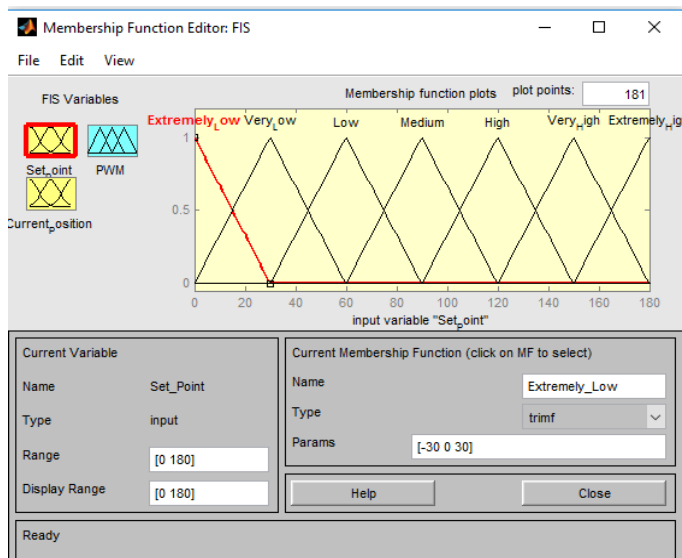 Membership Function Editor: FIS
File Edit View
FIS Variables
Set_point
PWM
Current_position
Membership function plots
plot points:
181
Extremely_Low
Very_Low
Low
Medium
High
Very_High
Extremely_Hig
1
0.5
0
0 20 40 60 80 100 120 140 160 180
input variable "Set_Point"
Current Variable
Name Set_Point
Type input
Range [0 180]
Display Range [0 180]
Current Membership Function (click on MF to select)
Name Extremely_Low
Type trimf
Params [-30 0 30]
Help
Close
Ready